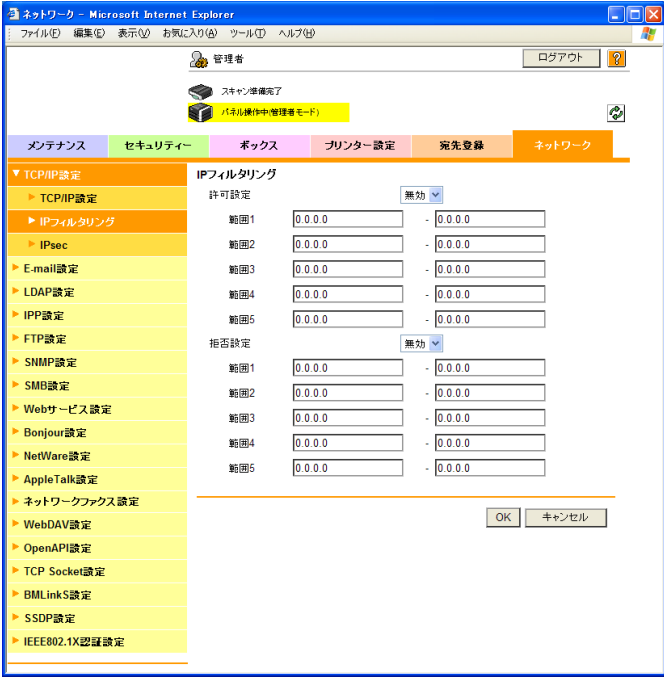 ネットワーク - Microsoft Internet Explorer
ファイル(F) 編集(E) 表示(V) お気に入り(A) ツール(T) ヘルプ(H)
管理者 ログアウト ?
スキャン準備完了
パネル操作中(管理者モード)
メンテナンス セキュリティー ボックス プリンター設定 宛先登録 ネットワーク
TCP/IP設定
TCP/IP設定
IPフィルタリング
IPsec
E-mail設定
LDAP設定
IPP設定
FTP設定
SNMP設定
SMB設定
Webサービス設定
Bonjour設定
NetWare設定
AppleTalk設定
ネットワークファクス設定
WebDAV設定
OpenAPI設定
TCP Socket設定
BMLinkS設定
SSDP設定
IEEE802.1X認証設定
IPフィルタリング
許可設定 無効
範囲1 0.0.0.0 - 0.0.0.0
範囲2 0.0.0.0 - 0.0.0.0
範囲3 0.0.0.0 - 0.0.0.0
範囲4 0.0.0.0 - 0.0.0.0
範囲5 0.0.0.0 - 0.0.0.0
拒否設定 無効
範囲1 0.0.0.0 - 0.0.0.0
範囲2 0.0.0.0 - 0.0.0.0
範囲3 0.0.0.0 - 0.0.0.0
範囲4 0.0.0.0 - 0.0.0.0
範囲5 0.0.0.0 - 0.0.0.0
OK キャンセル